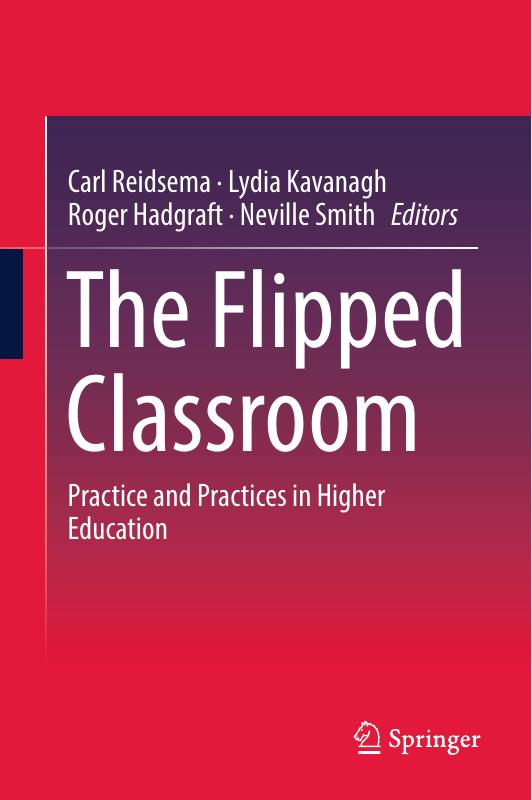 Carl Reidsema · Lydia Kavanagh
Roger Hadgraft · Neville Smith Editors
The Flipped
Classroom
Practice and Practices in Higher
Education
Springer